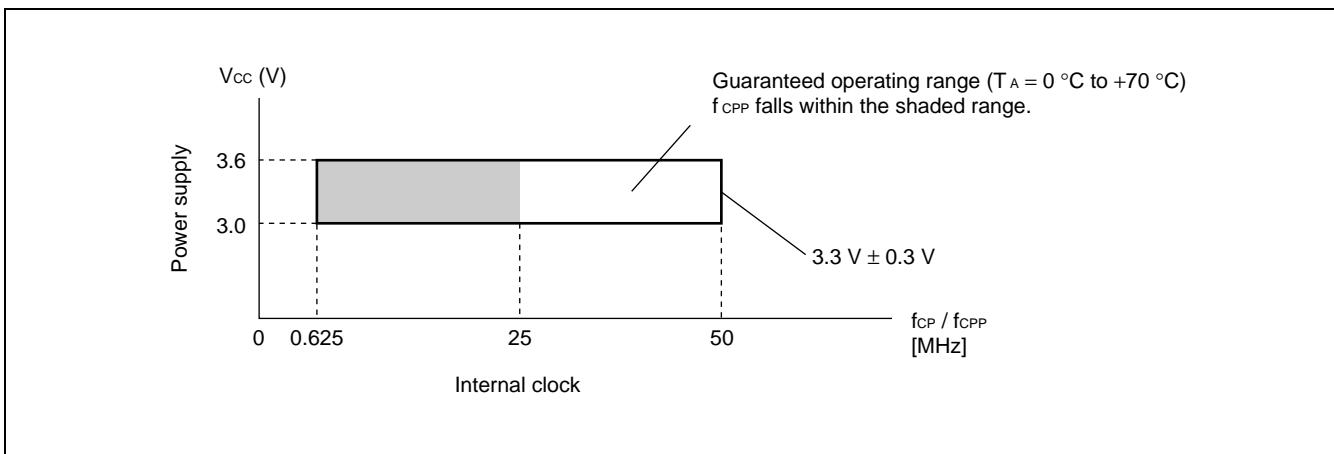 VCC (V)
Guaranteed operating range (TA = 0 °C to +70 °C)
fCPP falls within the shaded range.
Power supply
3.6
3.0
3.3 V ± 0.3 V
0
0.625
25
50
fCP / fCPP
[MHz]
Internal clock